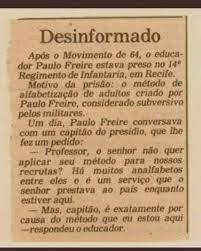 Desinformado
Após o Movimento de 64, o educa-
dor Paulo Freire estava preso no 14º
Regimento de Infantaria, em Recife.
Motivo da prisão: o método de
alfabetização de adultos criado por
Paulo Freire, considerado subversivo
pelos militares.
Um dia, Paulo Freire conversava
com um capitão do presídio, que lhe
fez um pedido:
— Professor, o senhor não quer
aplicar seu método para nossos
recrutas? Há muitos analfabetos
entre eles e é um serviço que o
senhor prestava ao país enquanto
estiver aqui.
— Mas, capitão, é exatamente por
causa do método que eu estou aqui
—respondeu o educador.